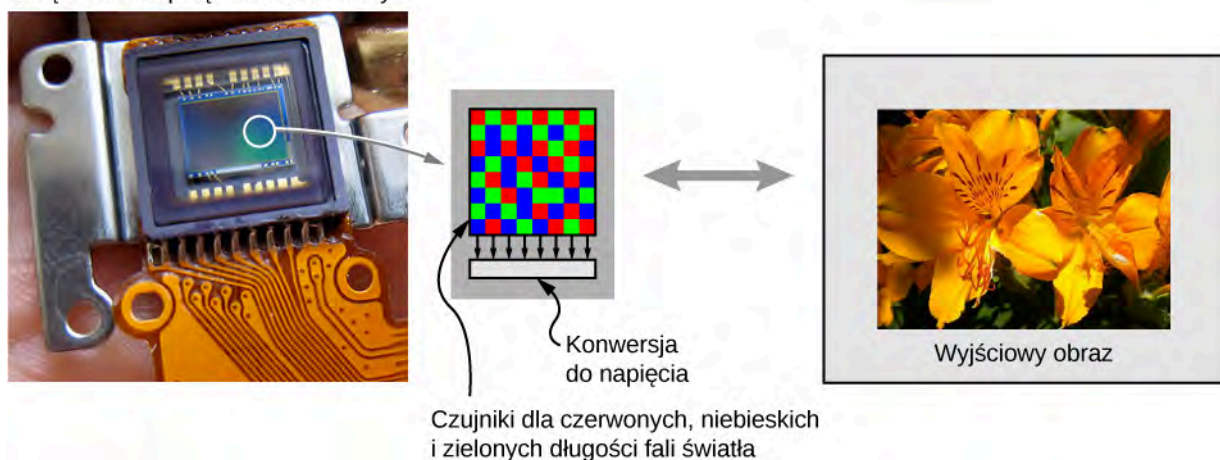 Konwersja
do napięcia
Wyjściowy obraz
Czujniki dla czerwonych, niebieskich
i zielonych długości fali światła